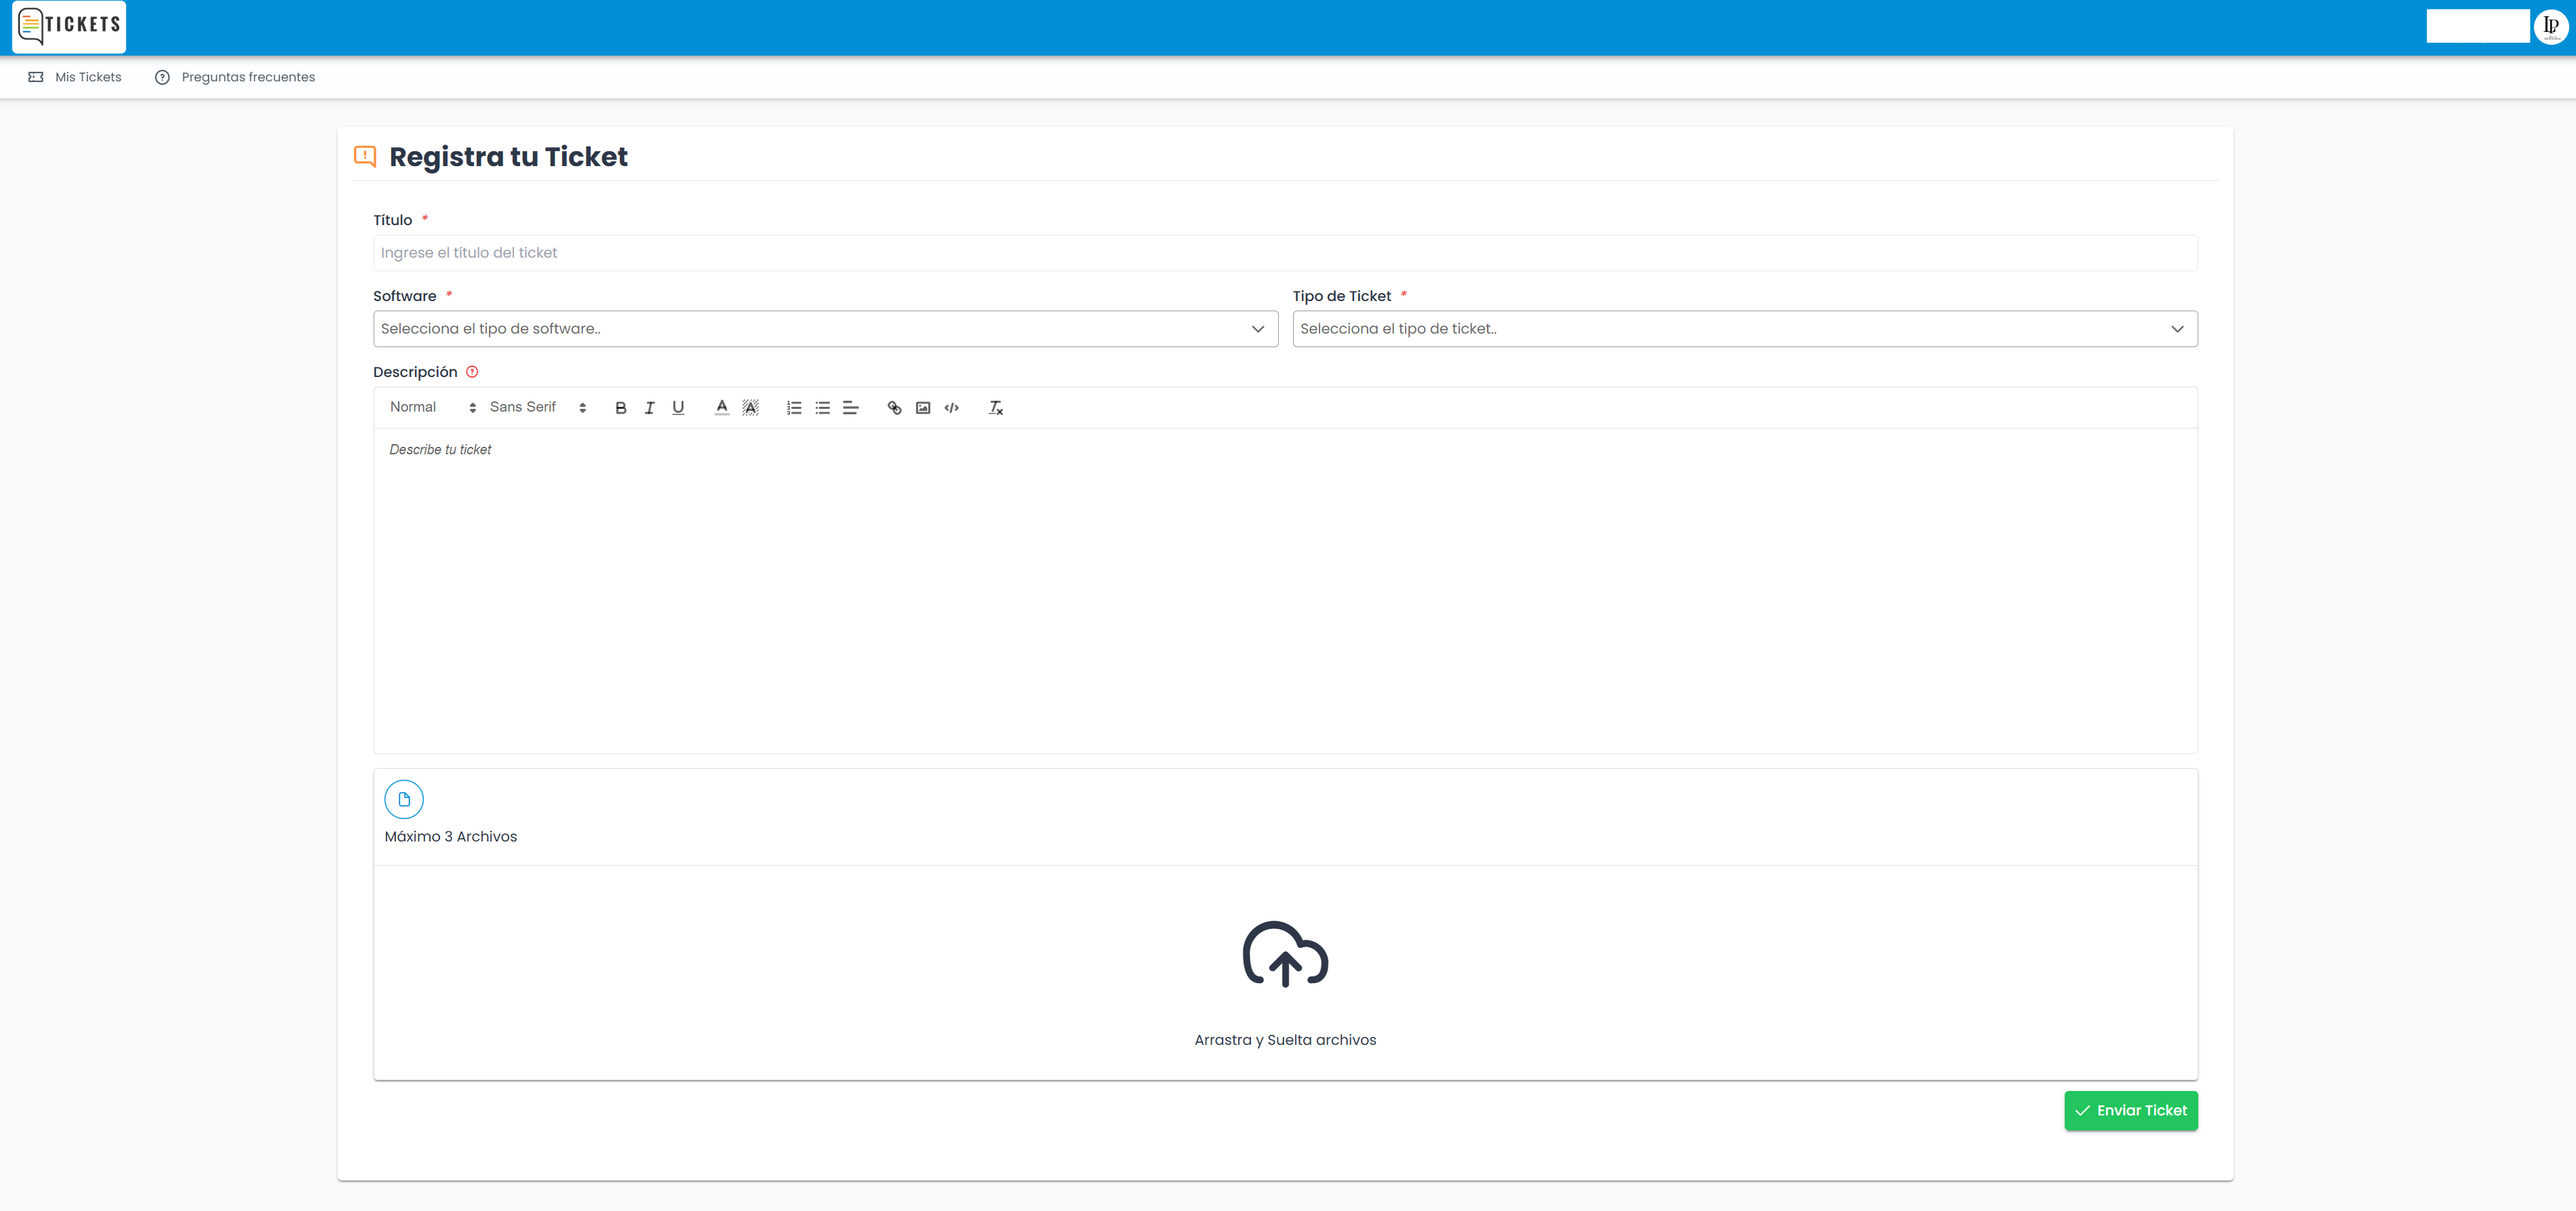 TICKETS
LP
Mis Tickets
Preguntas frecuentes
Registra tu Ticket
Título *
Ingrese el título del ticket
Software *
Tipo de Ticket *
Selecciona el tipo de software..
Selecciona el tipo de ticket..
Descripción
Normal
Sans Serif
Describe tu ticket
Máximo 3 Archivos
Arrastra y Suelta archivos
Enviar Ticket